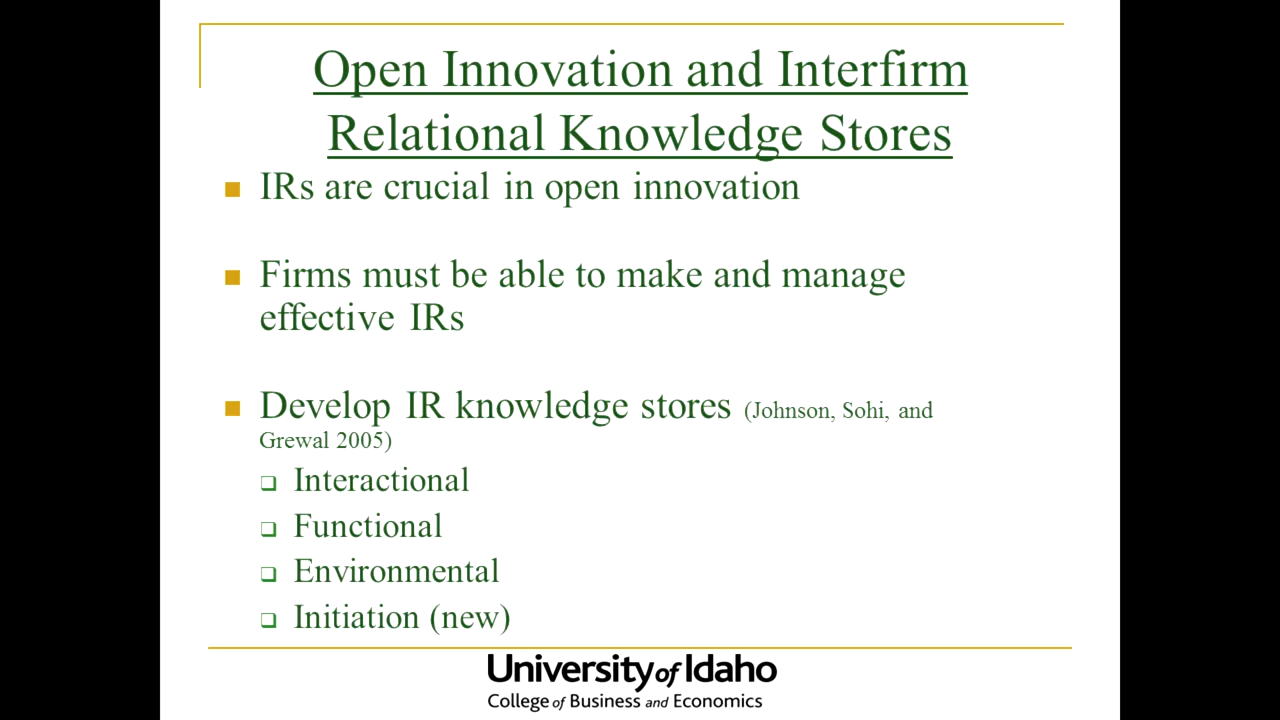 Open Innovation and Interfirm
Relational Knowledge Stores
IRs are crucial in open innovation
Firms must be able to make and manage
effective IRs
Develop IR knowledge stores (Johnson, Sohi, and
Grewal 2005)
Interactional
Functional
Environmental
Initiation (new)
University of Idaho
College of Business and Economics